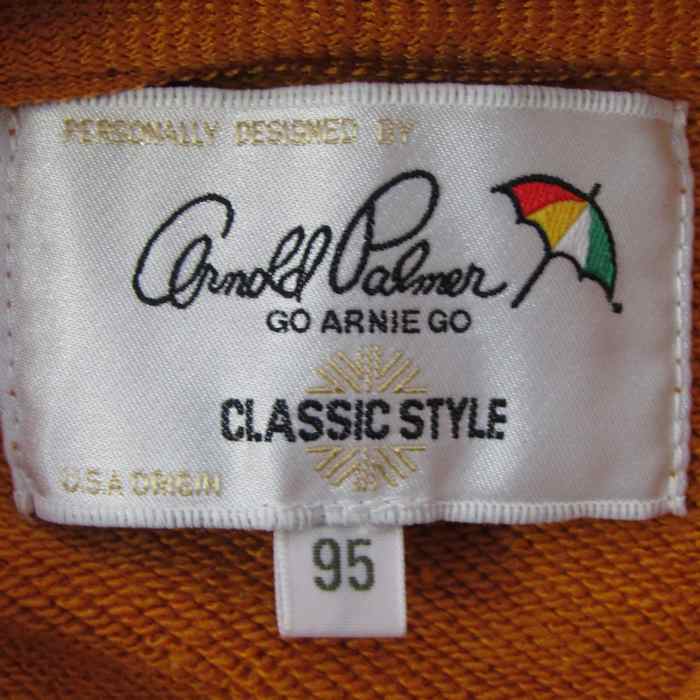 PERSONALLY DESIGNED BY
Arnold Palmer
GO ARNIE GO
CLASSIC STYLE
U.S.A ORIGIN
95